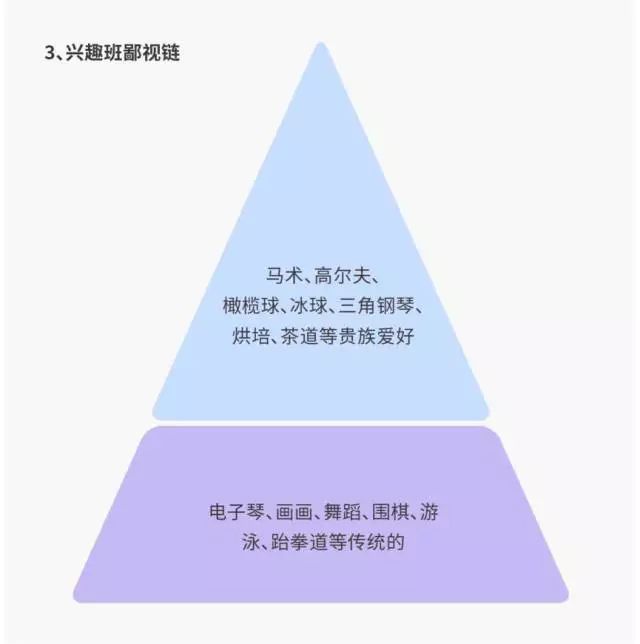 3、兴趣班鄙视链
马术、高尔夫、
橄榄球、冰球、三角钢琴、
烘培、茶道等贵族爱好
电子琴、画画、舞蹈、围棋、游
泳、跆拳道等传统的